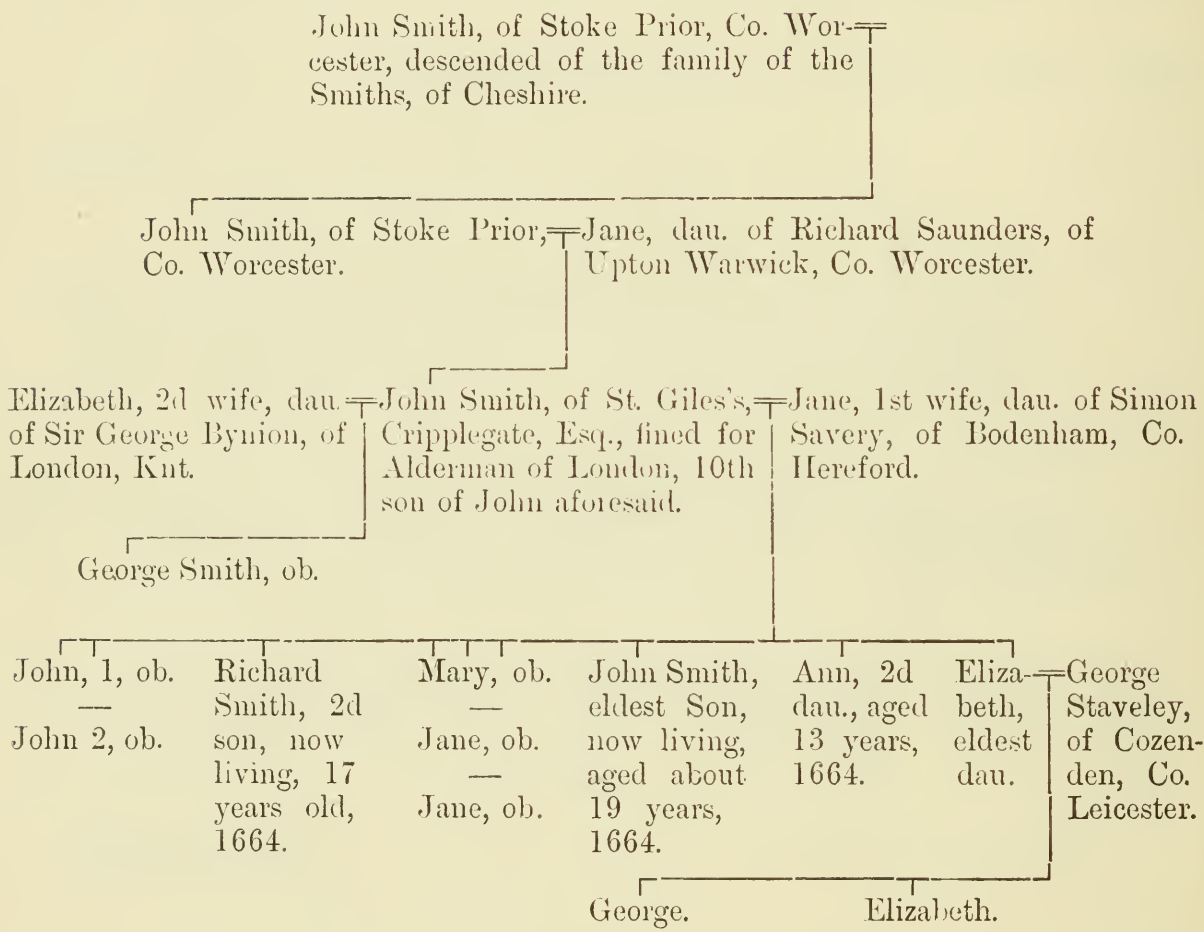 John Smith, of Stoke Prior, Co. Wor-
cester, descended of the family of the
Smiths, of Cheshire.
John Smith, of Stoke Prior,
Co. Worcester.
Jane, dau. of Richard Saunders, of
Upton Warwick, Co. Worcester.
Elizabeth, 2d wife, dau.
of Sir George Bynion, of
London, Knt.
John Smith, of St. Giles's,
Cripplegate, Esq., fined for
Alderman of London, 10th
son of John aforesaid.
Jane, 1st wife, dau. of Simon
Savery, of Bodenham, Co.
Hereford.
George Smith, ob.
John, 1, ob.
—
John 2, ob.
Richard
Smith, 2d
son, now
living, 17
years old,
1664.
Mary, ob.
—
Jane, ob.
—
Jane, ob.
John Smith,
eldest Son,
now living,
aged about
19 years,
1664.
Ann, 2d
dau., aged
13 years,
1664.
Eliza-
beth,
eldest
dau.
George
Staveley,
of Cozen-
den, Co.
Leicester.
George.
Elizabeth.